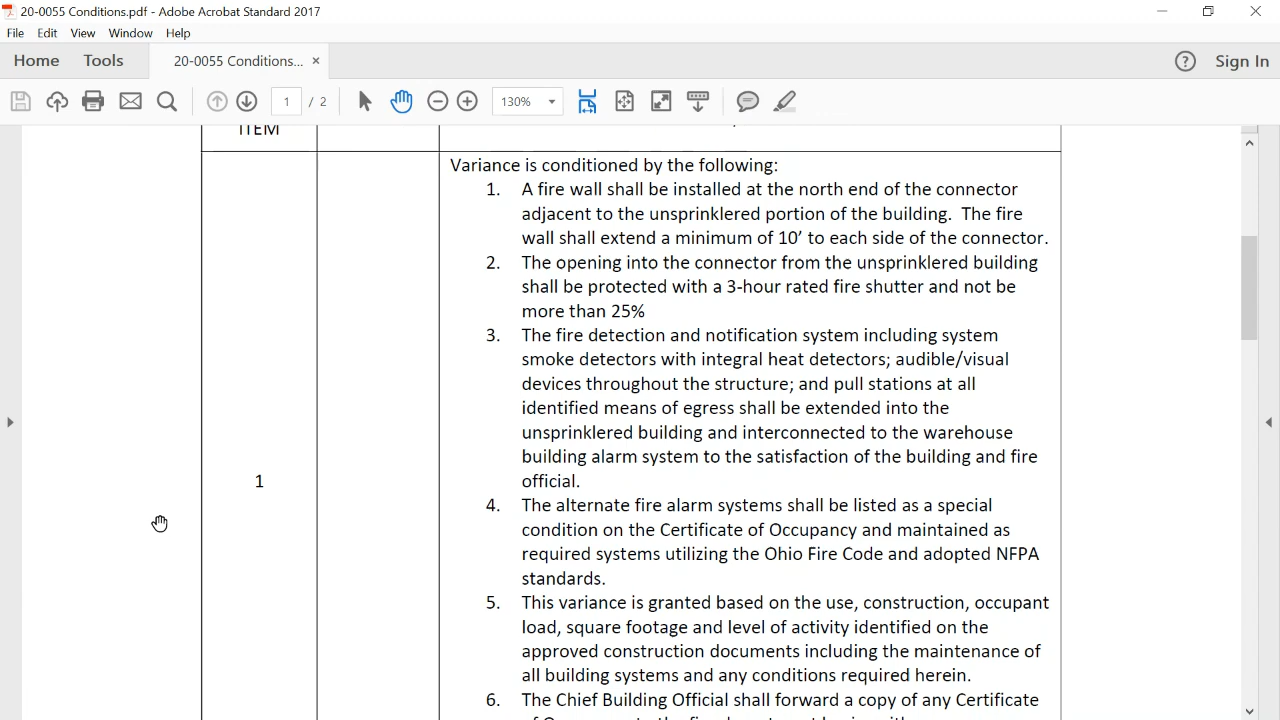 20-0055 Conditions.pdf - Adobe Acrobat Standard 2017
File Edit View Window Help
Home Tools 20-0055 Conditions... × Sign In
1 / 2 130%
ITEM
Variance is conditioned by the following:
1. A fire wall shall be installed at the north end of the connector
adjacent to the unsprinklered portion of the building. The fire
wall shall extend a minimum of 10’ to each side of the connector.
2. The opening into the connector from the unsprinklered building
shall be protected with a 3-hour rated fire shutter and not be
more than 25%
3. The fire detection and notification system including system
smoke detectors with integral heat detectors; audible/visual
devices throughout the structure; and pull stations at all
identified means of egress shall be extended into the
unsprinklered building and interconnected to the warehouse
building alarm system to the satisfaction of the building and fire
official.
1
4. The alternate fire alarm systems shall be listed as a special
condition on the Certificate of Occupancy and maintained as
required systems utilizing the Ohio Fire Code and adopted NFPA
standards.
5. This variance is granted based on the use, construction, occupant
load, square footage and level of activity identified on the
approved construction documents including the maintenance of
all building systems and any conditions required herein.
6. The Chief Building Official shall forward a copy of any Certificate